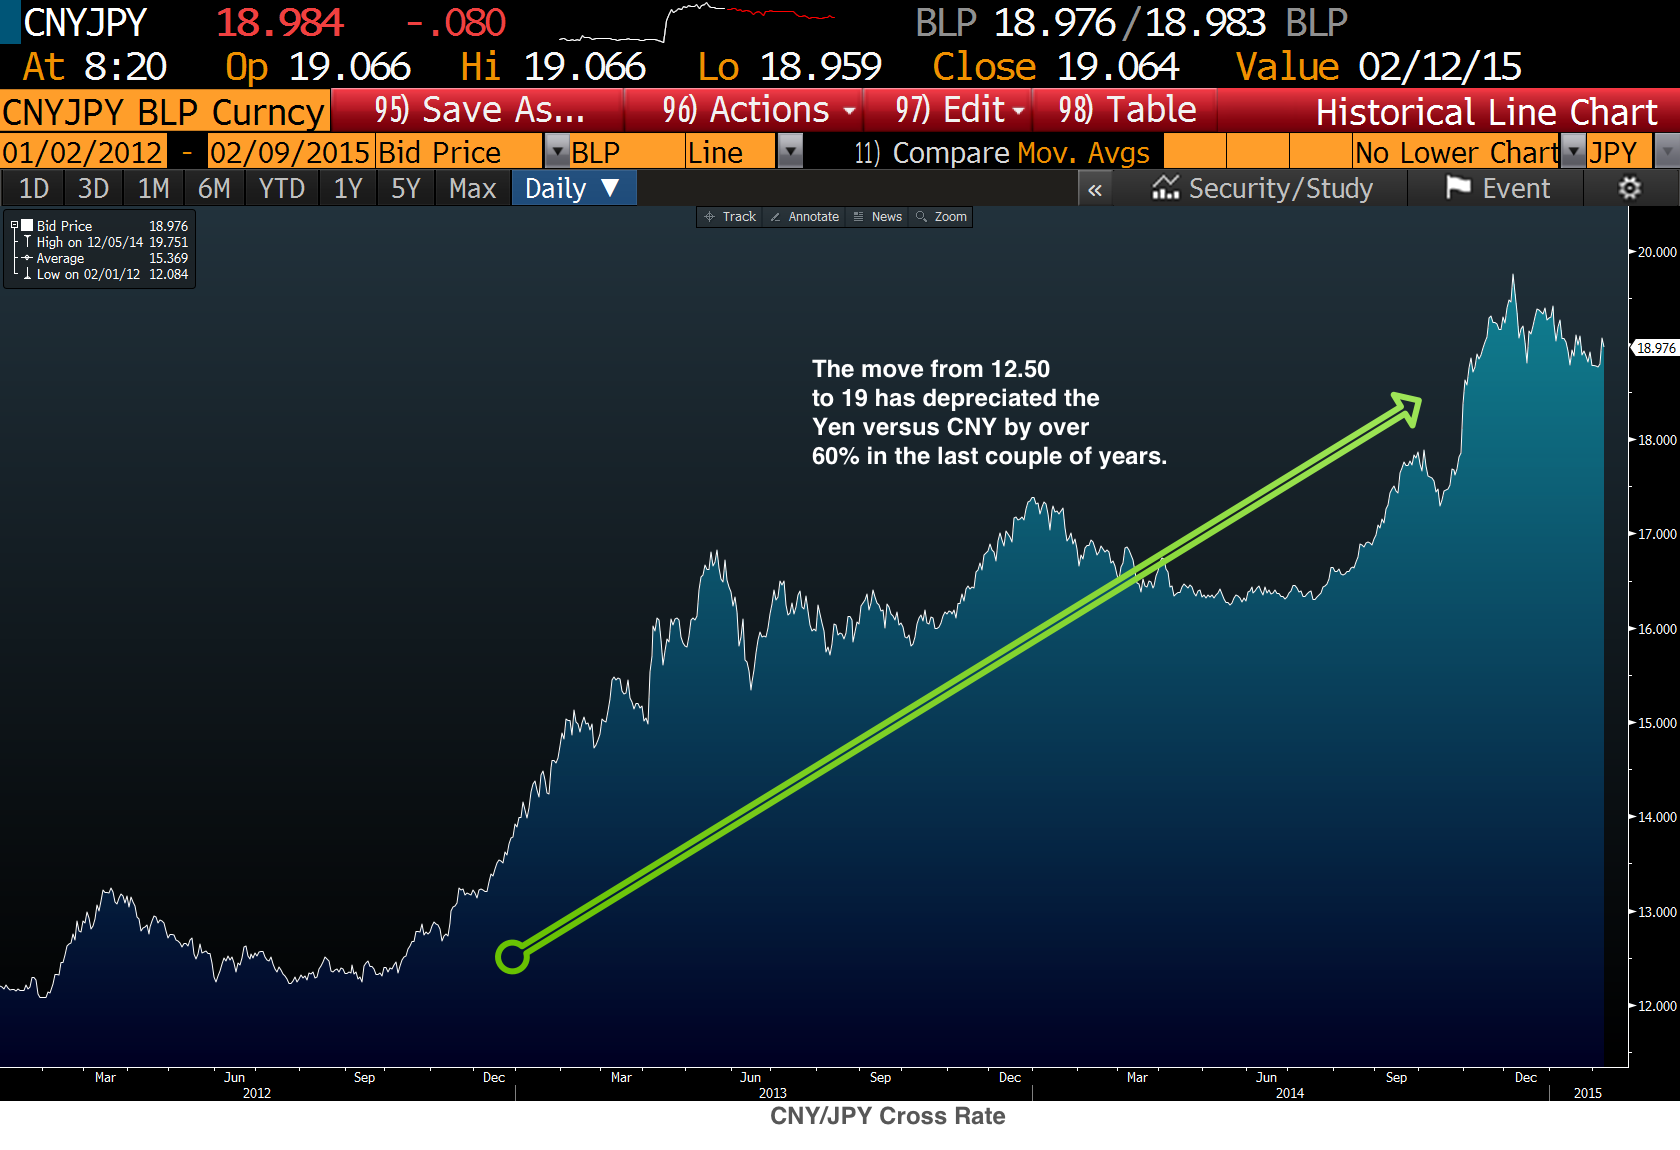 CNYJPY 18.984 -.080 BLP 18.976/18.983 BLP
At 8:20 Op 19.066 Hi 19.066 Lo 18.959 Close 19.064 Value 02/12/15
CNYJPY BLP Curncy 95) Save As... 96) Actions 97) Edit 98) Table Historical Line Chart
01/02/2012 - 02/09/2015 Bid Price BLP Line 11) Compare Mov. Avgs No Lower Chart JPY
1D 3D 1M 6M YTD 1Y 5Y Max Daily ▼ « Security/Study Event
Track Annotate News Zoom
Bid Price 18.976
High on 12/05/14 19.751
Average 15.369
Low on 02/01/12 12.084
The move from 12.50
to 19 has depreciated the
Yen versus CNY by over
60% in the last couple of years.
20.000
18.976
18.000
17.000
16.000
15.000
14.000
13.000
12.000
Mar Jun Sep Dec Mar Jun Sep Dec Mar Jun Sep Dec
2012 2013 2014 2015
CNY/JPY Cross Rate